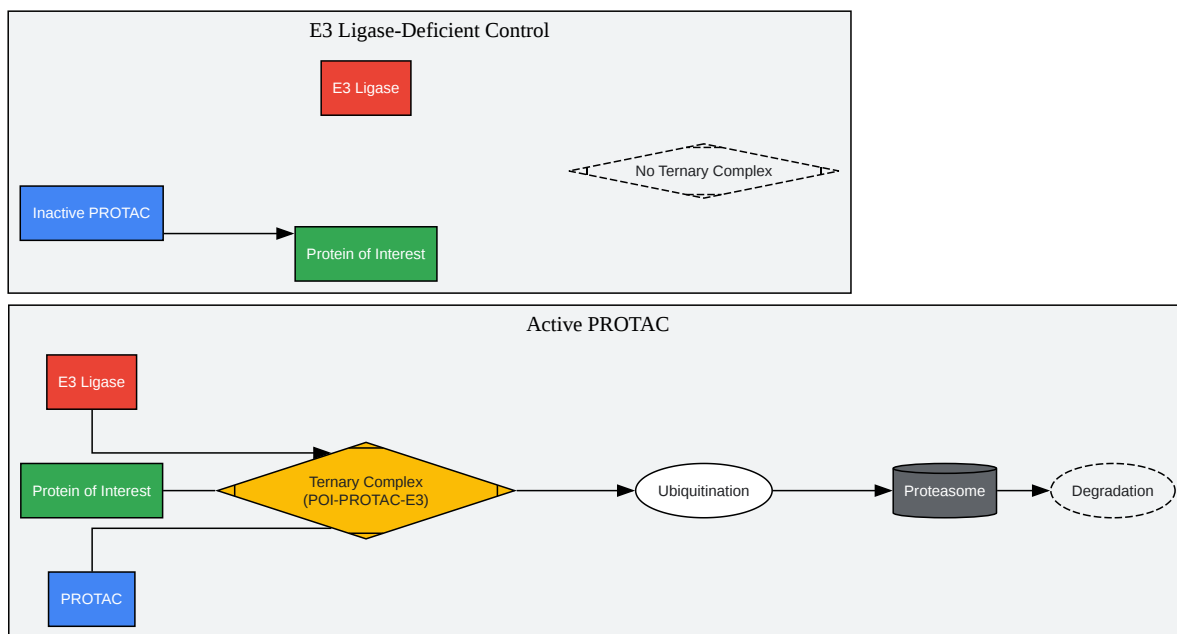 E3 Ligase-Deficient Control
E3 Ligase
No Ternary Complex
Inactive PROTAC
Protein of Interest
Active PROTAC
E3 Ligase
Protein of Interest
Ternary Complex
(POI-PROTAC-E3)
Ubiquitination
Proteasome
Degradation
PROTAC